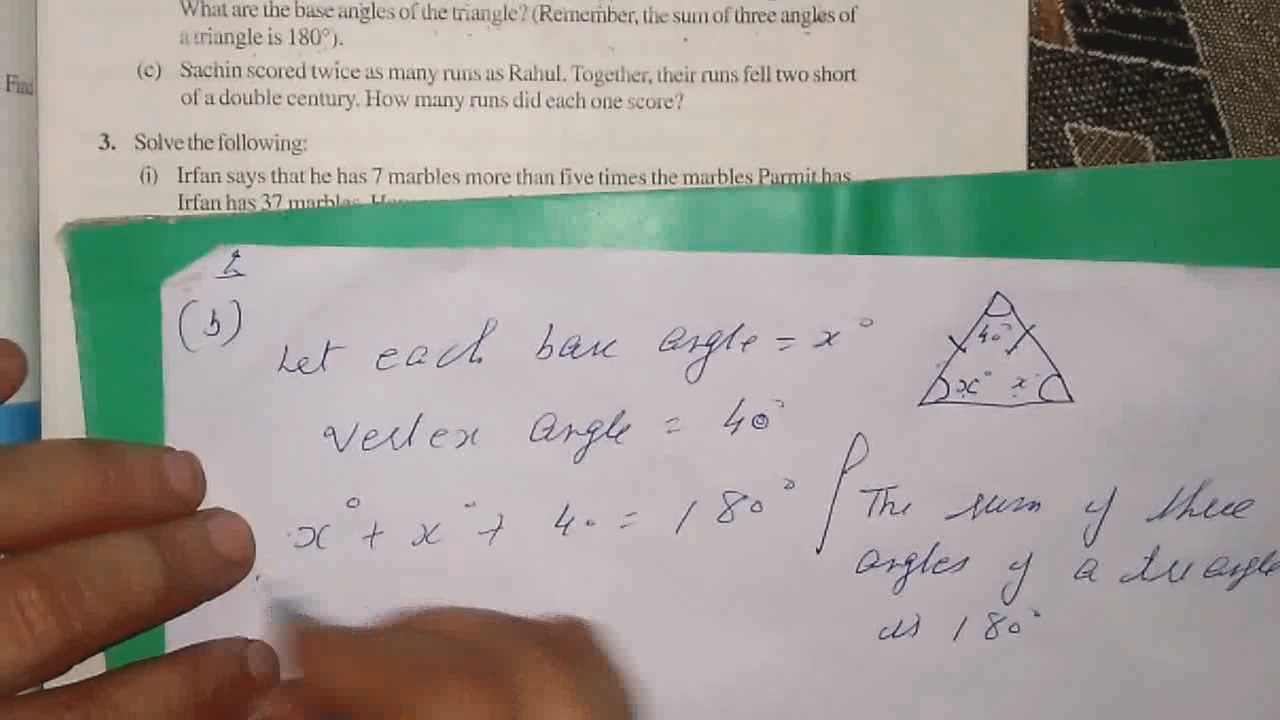 What are the base angles of the triangle? (Remember, the sum of three angles of
a triangle is 180°).
(c) Sachin scored twice as many runs as Rahul. Together, their runs fell two short
of a double century. How many runs did each one score?
Find
3. Solve the following:
(i) Irfan says that he has 7 marbles more than five times the marbles Parmit has.
Irfan has 37 marbles.
2
(b)
Let each base angle = x°
40°
x° x°
vertex angle = 40°
x° + x° + 40 = 180°
The sum of three
angles of a triangle
is 180°